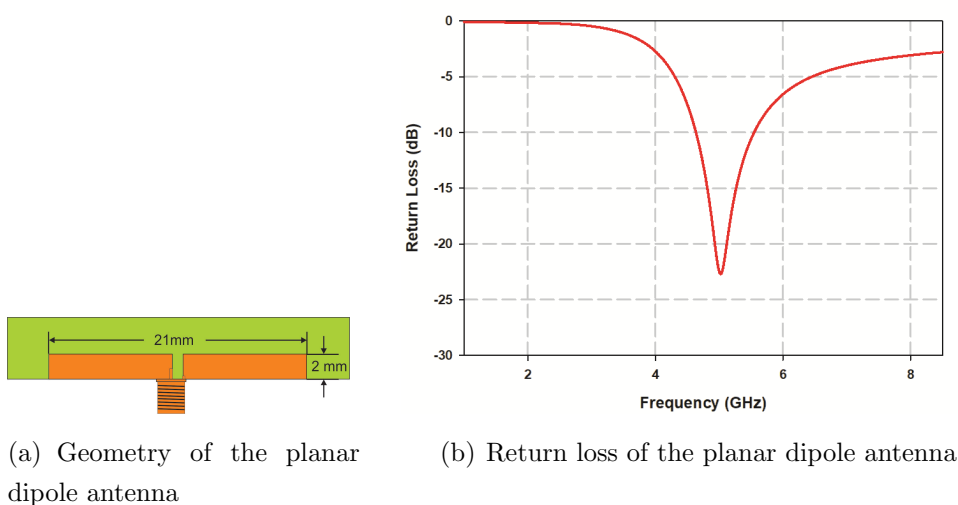 21mm
2 mm
(a) Geometry of the planar
dipole antenna
0
-5
-10
-15
-20
-25
-30
Return Loss (dB)
2 4 6 8
Frequency (GHz)
(b) Return loss of the planar dipole antenna